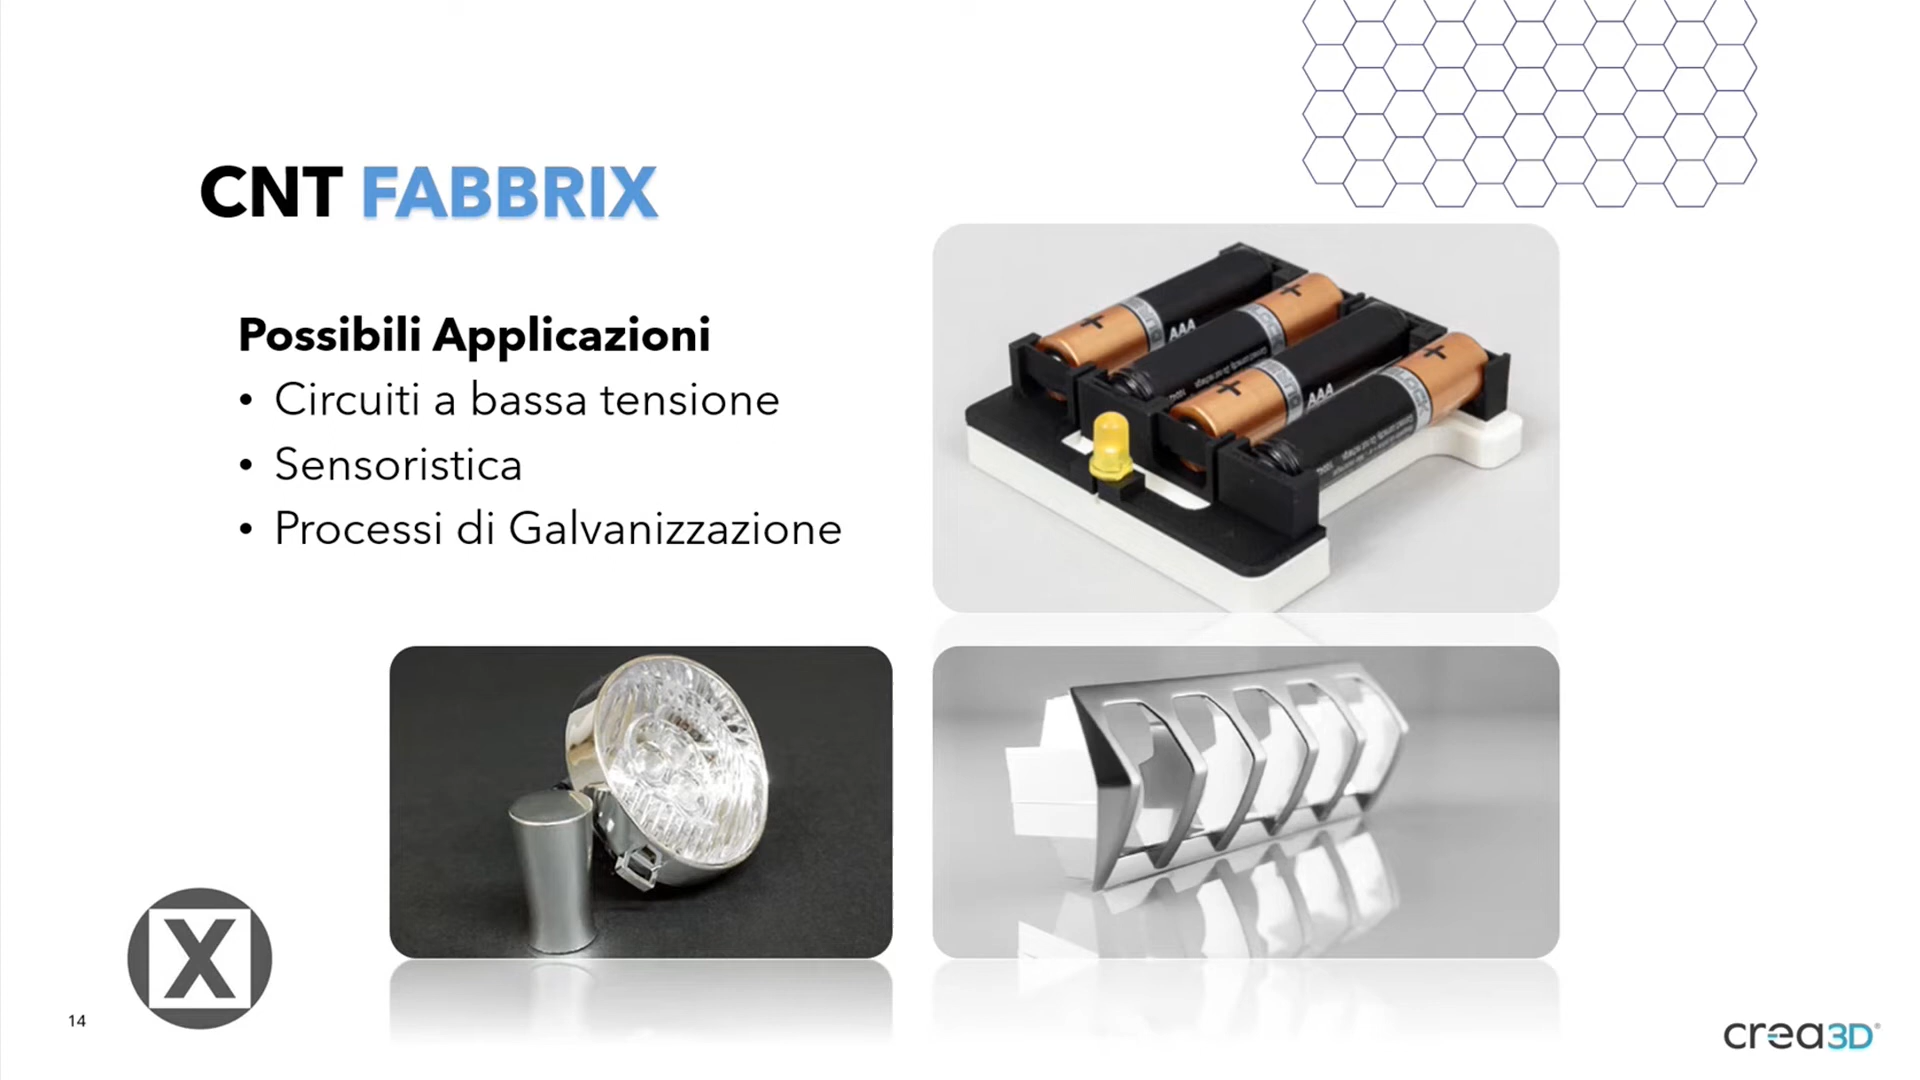 CNT FABBRIX
Possibili Applicazioni
• Circuiti a bassa tensione
• Sensoristica
• Processi di Galvanizzazione
+
AAA
+
+
AAA
+
X
14
crea3D®